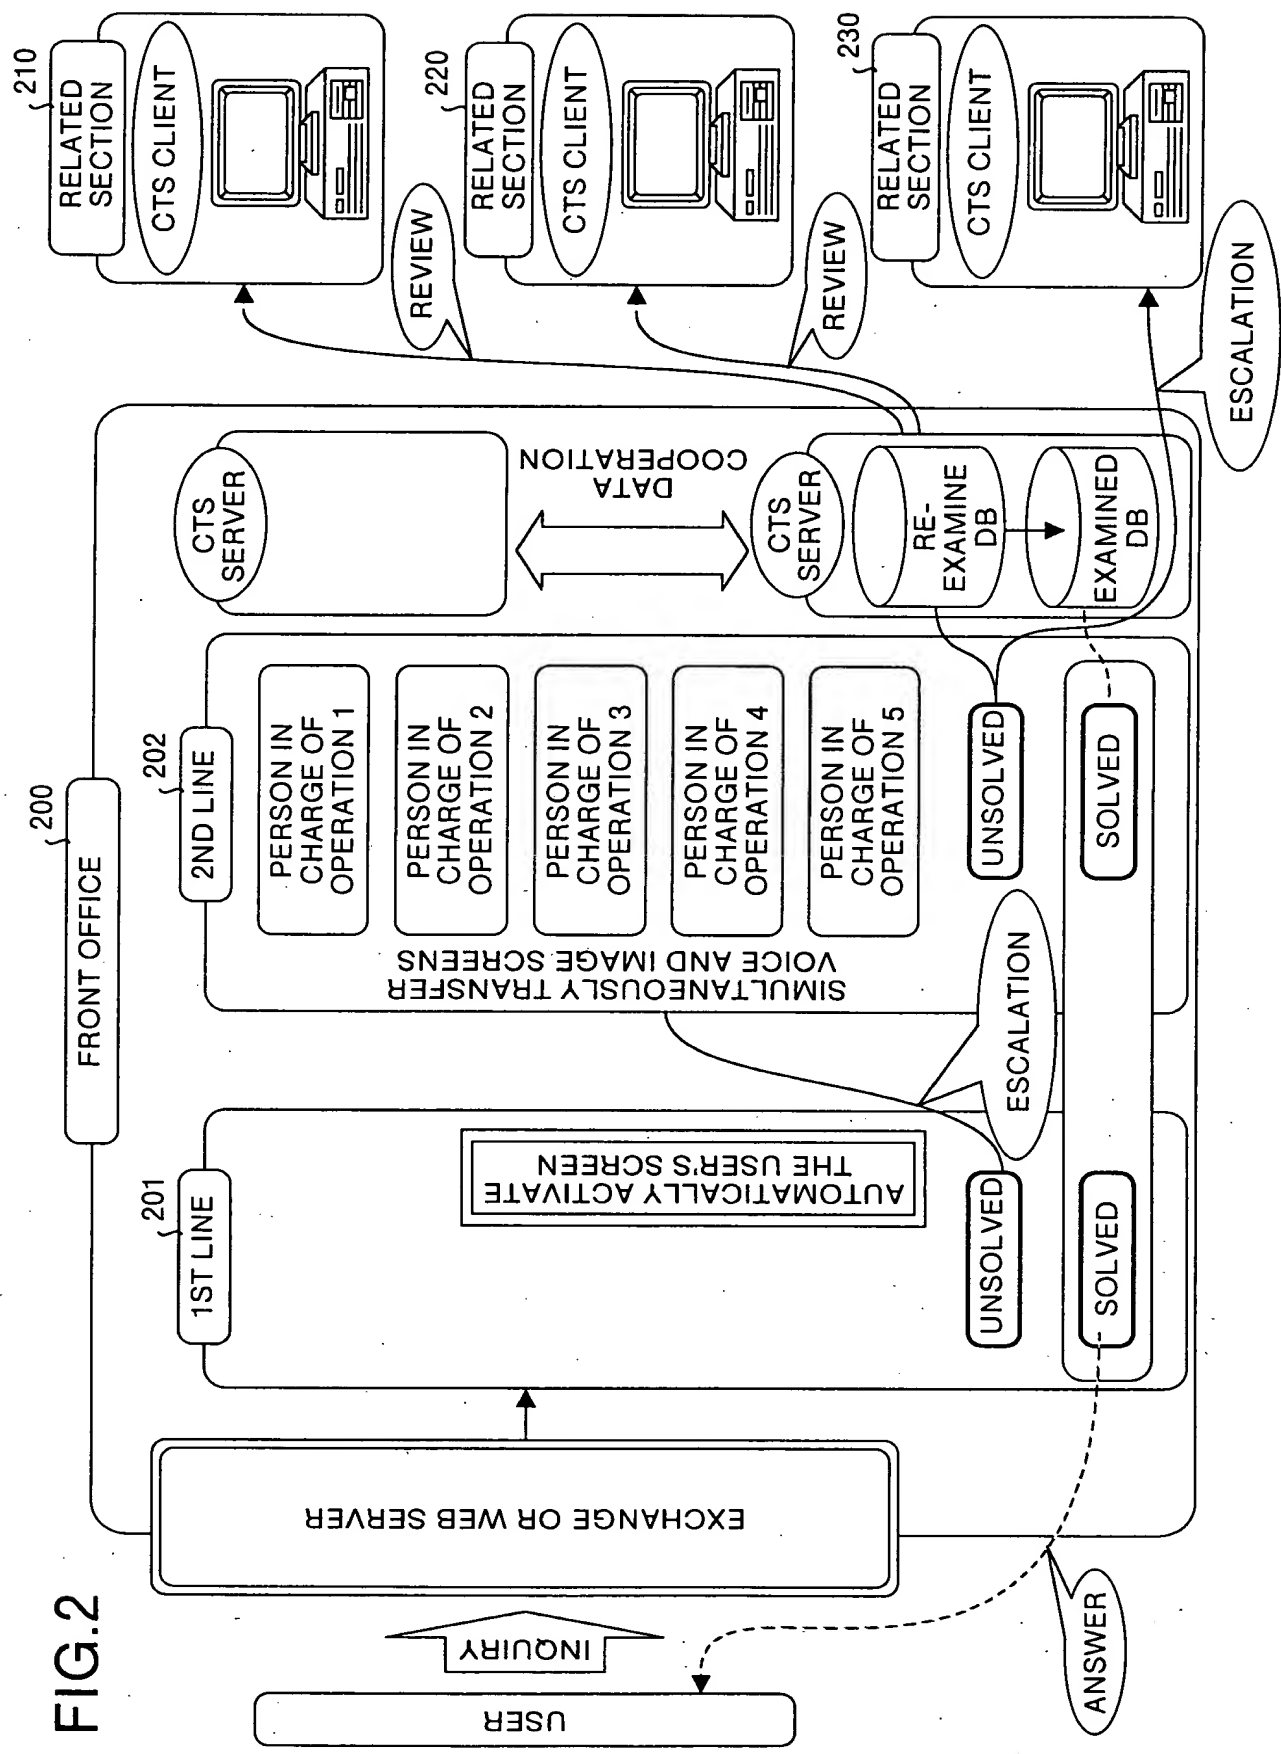 FIG.2
200
FRONT OFFICE
USER
INQUIRY
EXCHANGE OR WEB SERVER
ANSWER
201
1ST LINE
AUTOMATICALLY ACTIVATE
THE USER'S SCREEN
UNSOLVED
SOLVED
ESCALATION
202
2ND LINE
SIMULTANEOUSLY TRANSFER
VOICE AND IMAGE SCREENS
PERSON IN
CHARGE OF
OPERATION 1
PERSON IN
CHARGE OF
OPERATION 2
PERSON IN
CHARGE OF
OPERATION 3
PERSON IN
CHARGE OF
OPERATION 4
PERSON IN
CHARGE OF
OPERATION 5
UNSOLVED
SOLVED
CTS
SERVER
DATA
COOPERATION
CTS
SERVER
RE-
EXAMINE
DB
EXAMINED
DB
REVIEW
REVIEW
ESCALATION
210
RELATED
SECTION
CTS CLIENT
220
RELATED
SECTION
CTS CLIENT
230
RELATED
SECTION
CTS CLIENT